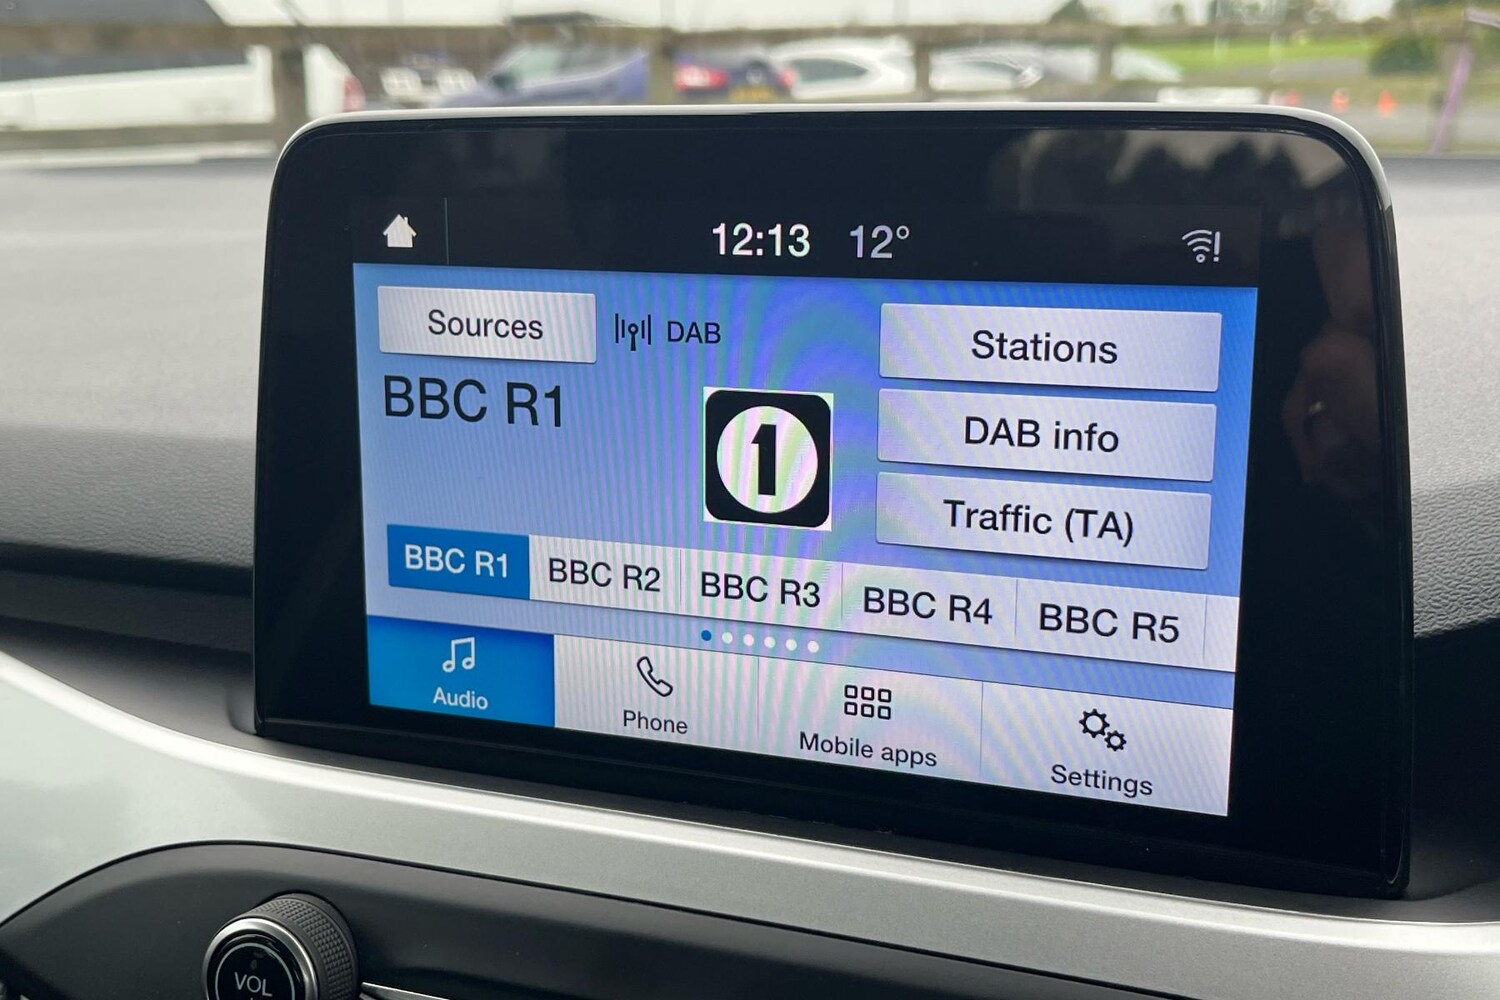 12:13 12°
Sources DAB
Stations
BBC R1
1
DAB info
Traffic (TA)
BBC R1 BBC R2 BBC R3 BBC R4 BBC R5
Audio Phone Mobile apps Settings
VOL